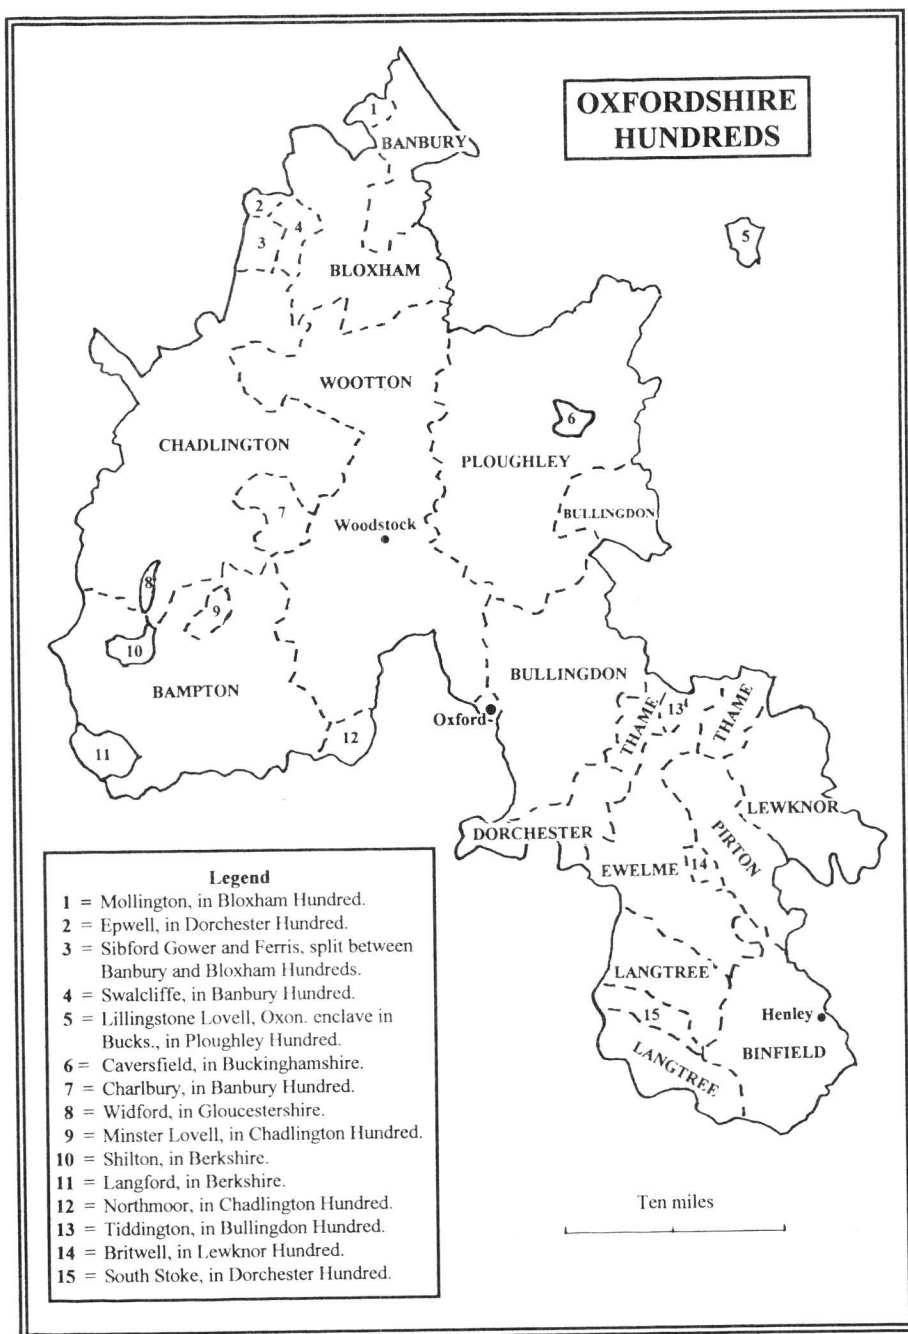 OXFORDSHIRE
HUNDREDS
1
BANBURY
2
4
3
5
BLOXHAM
WOOTTON
6
CHADLINGTON
PLOUGHLEY
7
BULLINGDON
Woodstock
8
9
10
BULLINGDON
BAMPTON
THAME
13
THAME
Oxford
12
11
LEWKNOR
DORCHESTER
PIRTON
EWELME
14
LANGTREE
15
Henley
BINFIELD
LANGTREE
Ten miles
Legend
1 = Mollington, in Bloxham Hundred.
2 = Epwell, in Dorchester Hundred.
3 = Sibford Gower and Ferris, split between
Banbury and Bloxham Hundreds.
4 = Swalcliffe, in Banbury Hundred.
5 = Lillingstone Lovell, Oxon. enclave in
Bucks., in Ploughley Hundred.
6 = Caversfield, in Buckinghamshire.
7 = Charlbury, in Banbury Hundred.
8 = Widford, in Gloucestershire.
9 = Minster Lovell, in Chadlington Hundred.
10 = Shilton, in Berkshire.
11 = Langford, in Berkshire.
12 = Northmoor, in Chadlington Hundred.
13 = Tiddington, in Bullingdon Hundred.
14 = Britwell, in Lewknor Hundred.
15 = South Stoke, in Dorchester Hundred.